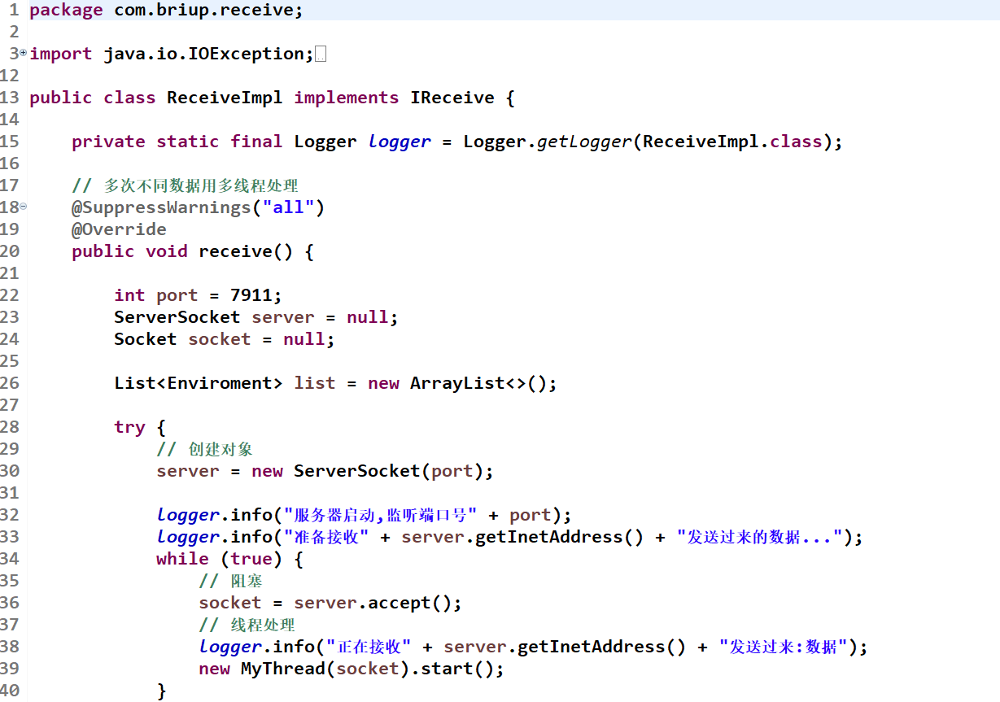 1 package com.briup.receive;
2
3 import java.io.IOException;
12
13 public class ReceiveImpl implements IReceive {
14
15     private static final Logger logger = Logger.getLogger(ReceiveImpl.class);
16
17     // 多次不同数据用多线程处理
18     @SuppressWarnings("all")
19     @Override
20     public void receive() {
21
22         int port = 7911;
23         ServerSocket server = null;
24         Socket socket = null;
25
26         List<Enviroment> list = new ArrayList<>();
27
28         try {
29             // 创建对象
30             server = new ServerSocket(port);
31
32             logger.info("服务器启动,监听端口号" + port);
33             logger.info("准备接收" + server.getInetAddress() + "发送过来的数据...");
34             while (true) {
35                 // 阻塞
36                 socket = server.accept();
37                 // 线程处理
38                 logger.info("正在接收" + server.getInetAddress() + "发送过来:数据");
39                 new MyThread(socket).start();
40             }